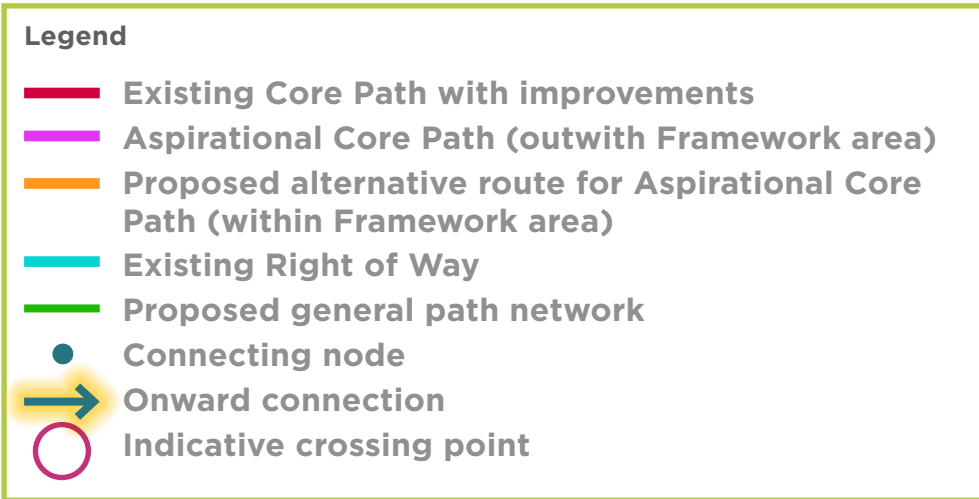 Legend
Existing Core Path with improvements
Aspirational Core Path (outwith Framework area)
Proposed alternative route for Aspirational Core
Path (within Framework area)
Existing Right of Way
Proposed general path network
Connecting node
Onward connection
Indicative crossing point